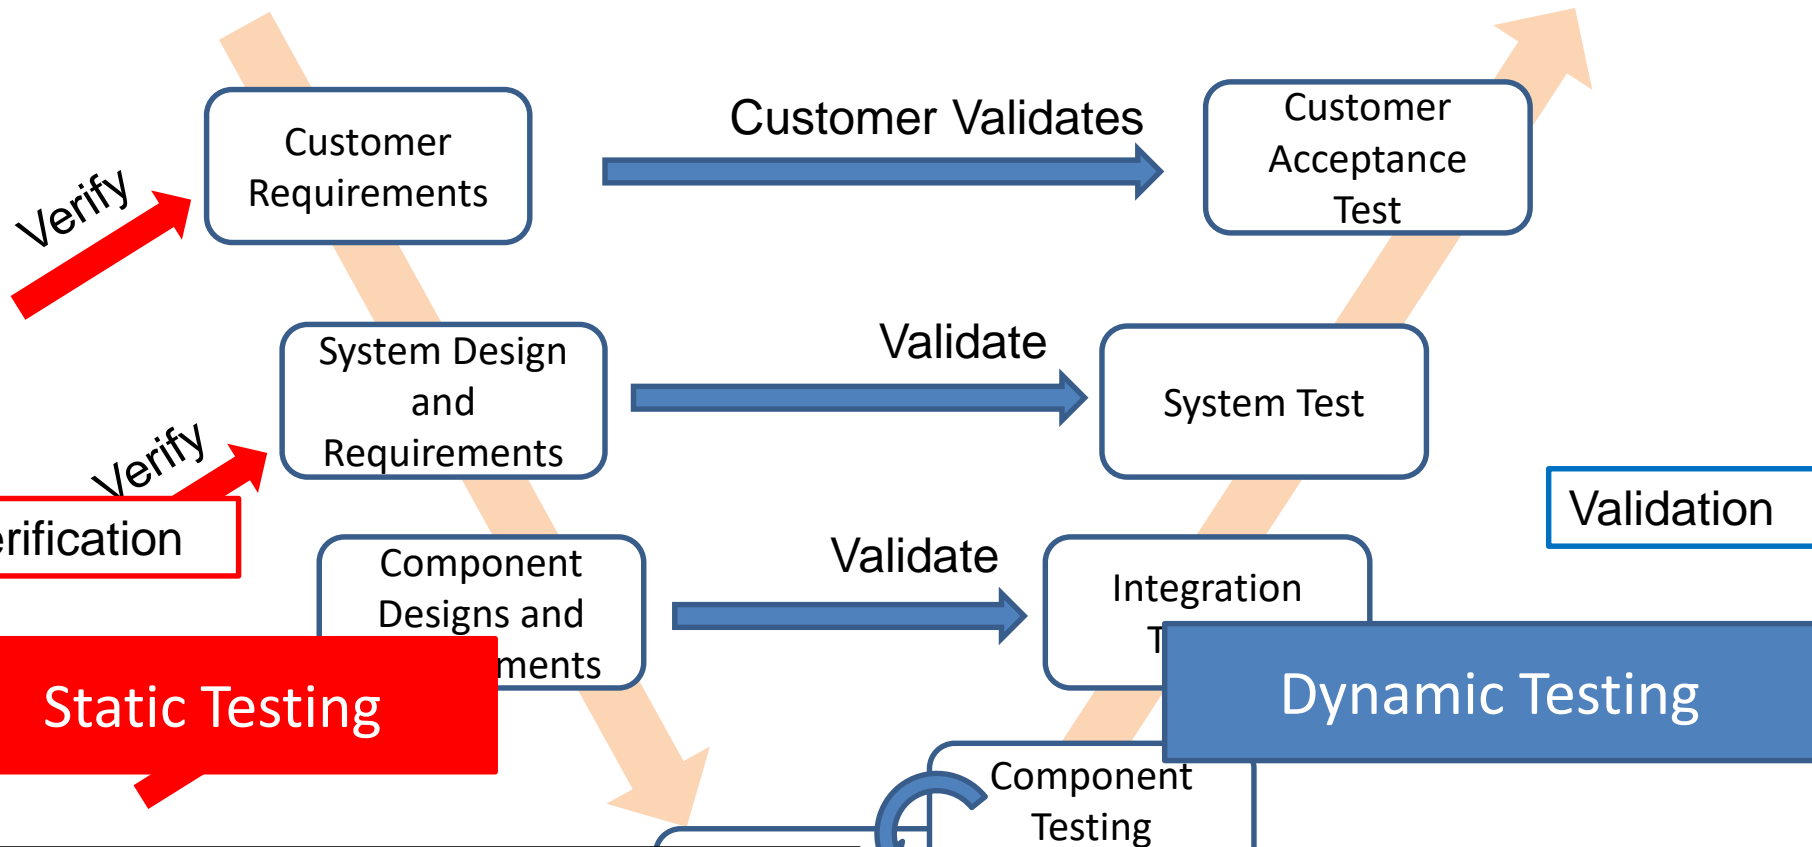 Customer Validates
Customer
Requirements
Customer
Acceptance
Test
Verify
System Design
and
Requirements
Validate
System Test
Verify
erification
Validation
Component
Designs and
ments
Validate
Integration
T
Static Testing
Dynamic Testing
Component
Testing